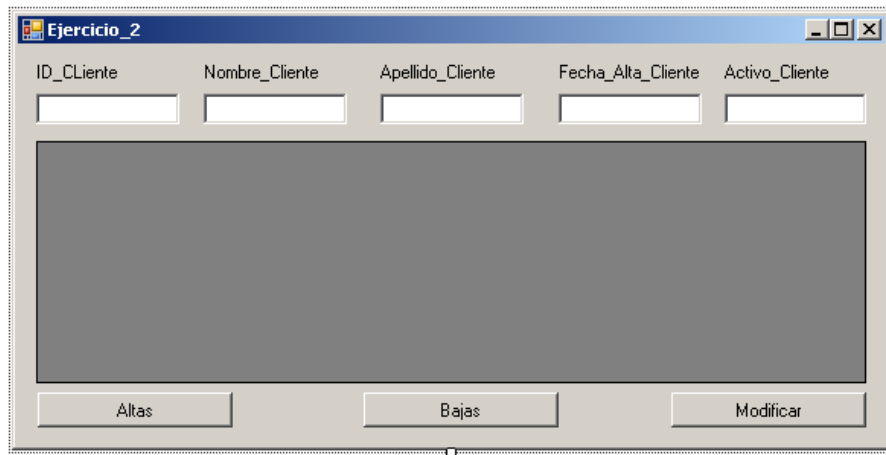 Ejercicio_2
ID_CLiente Nombre_Cliente Apellido_Cliente Fecha_Alta_Cliente Activo_Cliente
Altas Bajas Modificar